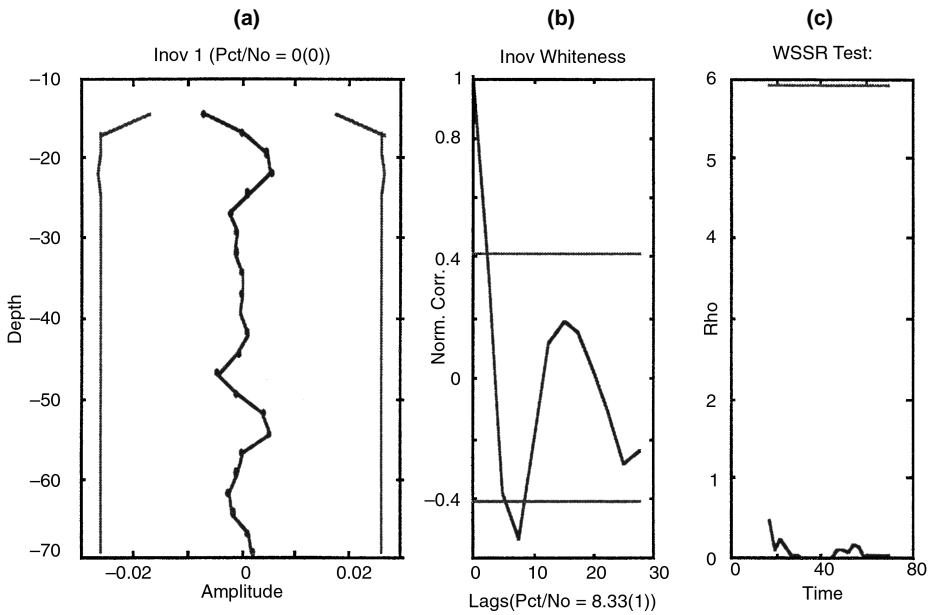 (a)
Inov 1 (Pct/No = 0(0))
Depth
−10
−20
−30
−40
−50
−60
−70
−0.02
0
0.02
Amplitude
(b)
Inov Whiteness
Norm. Corr.
1
0.8
0.4
0
−0.4
0
10
20
30
Lags(Pct/No = 8.33(1))
(c)
WSSR Test:
Rho
6
5
4
2
1
0
0
40
60
80
Time